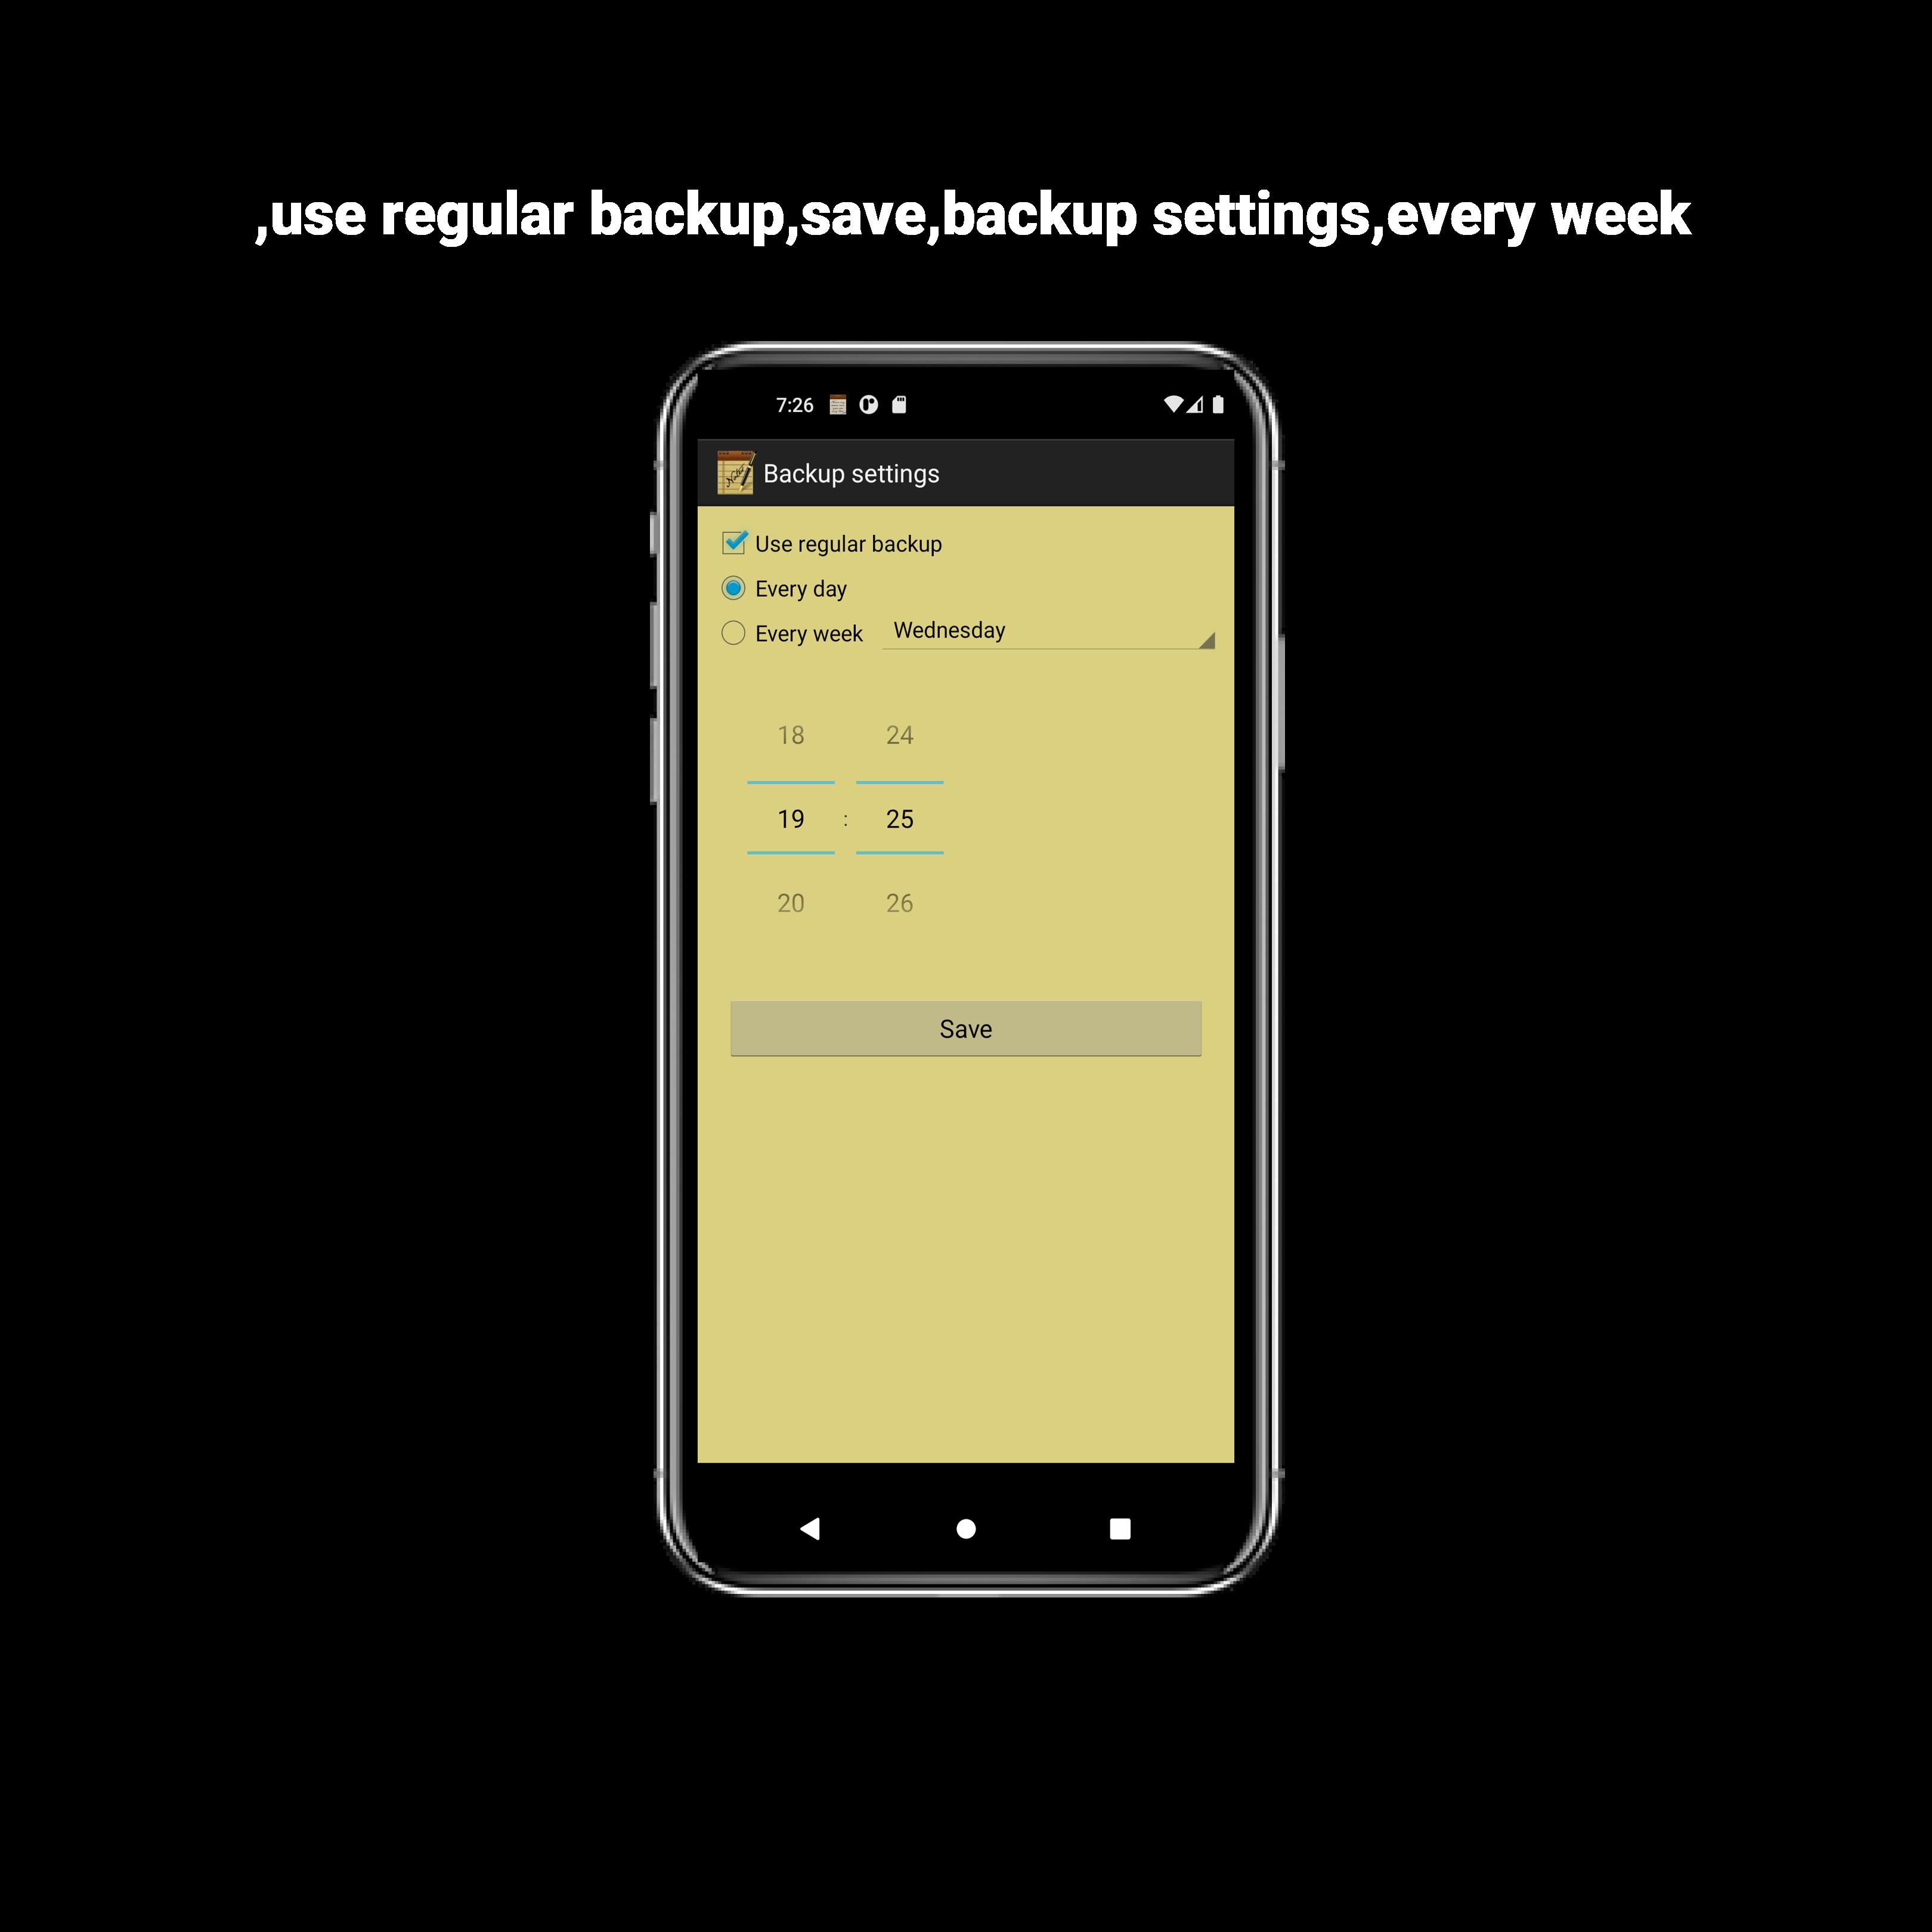 ,use regular backup,save,backup settings,every week
7:26
Backup settings
Use regular backup
Every day
Every week Wednesday
18 24
19 : 25
20 26
Save